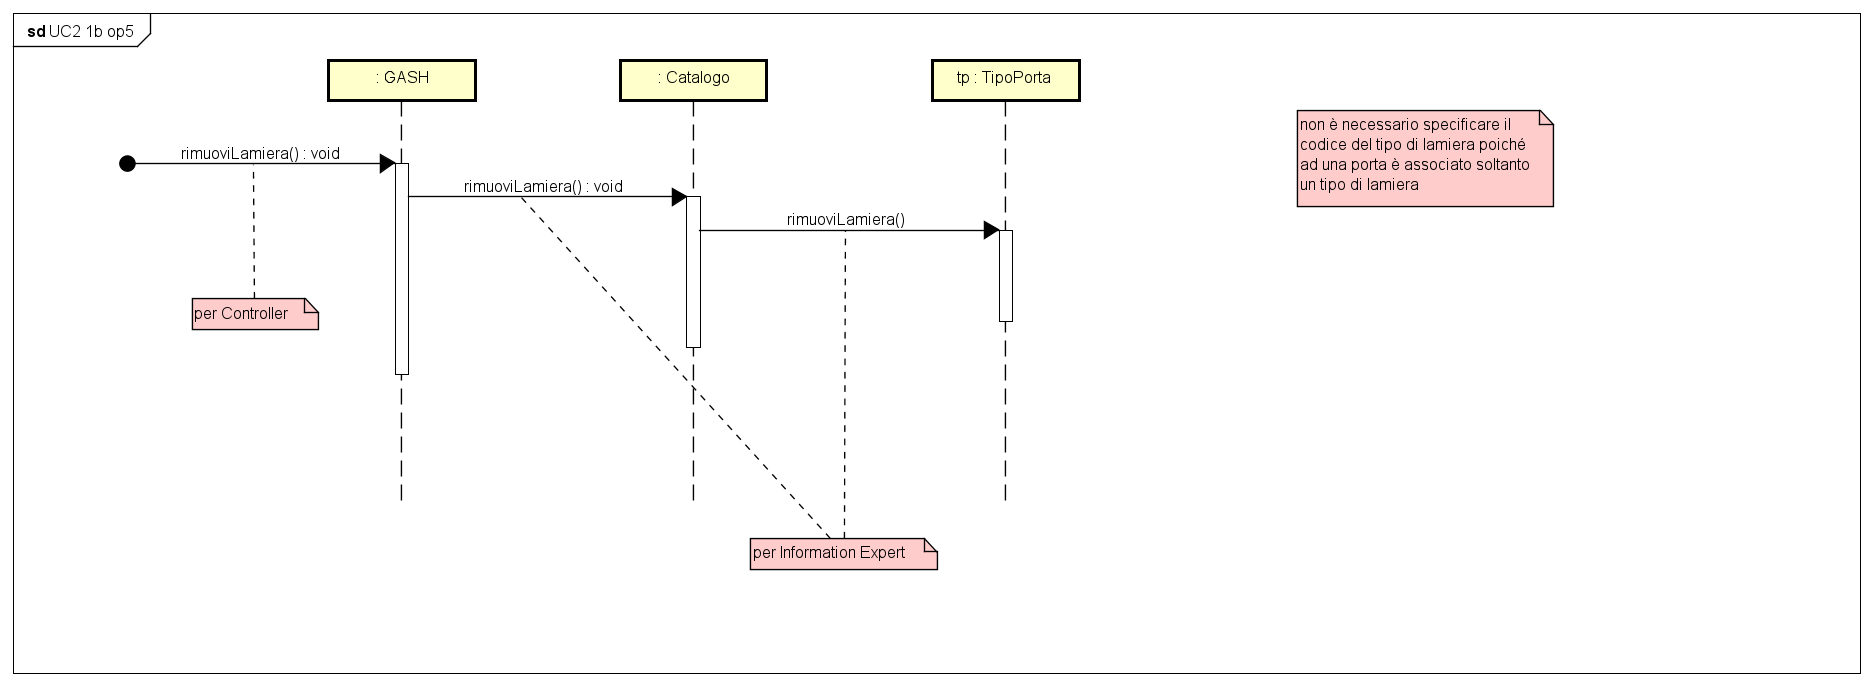 sd UC2 1b op5
: GASH
: Catalogo
tp : TipoPorta
non è necessario specificare il
codice del tipo di lamiera poiché
ad una porta è associato soltanto
un tipo di lamiera
rimuoviLamiera() : void
rimuoviLamiera() : void
rimuoviLamiera()
per Controller
per Information Expert